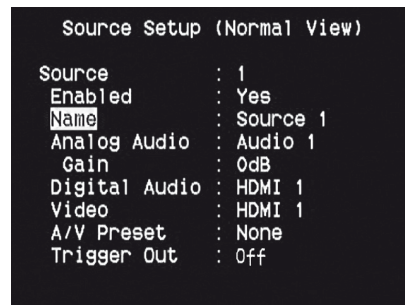 Source Setup (Normal View)
Source : 1
Enabled : Yes
Name : Source 1
Analog Audio : Audio 1
Gain : 0dB
Digital Audio : HDMI 1
Video : HDMI 1
A/V Preset : None
Trigger Out : Off